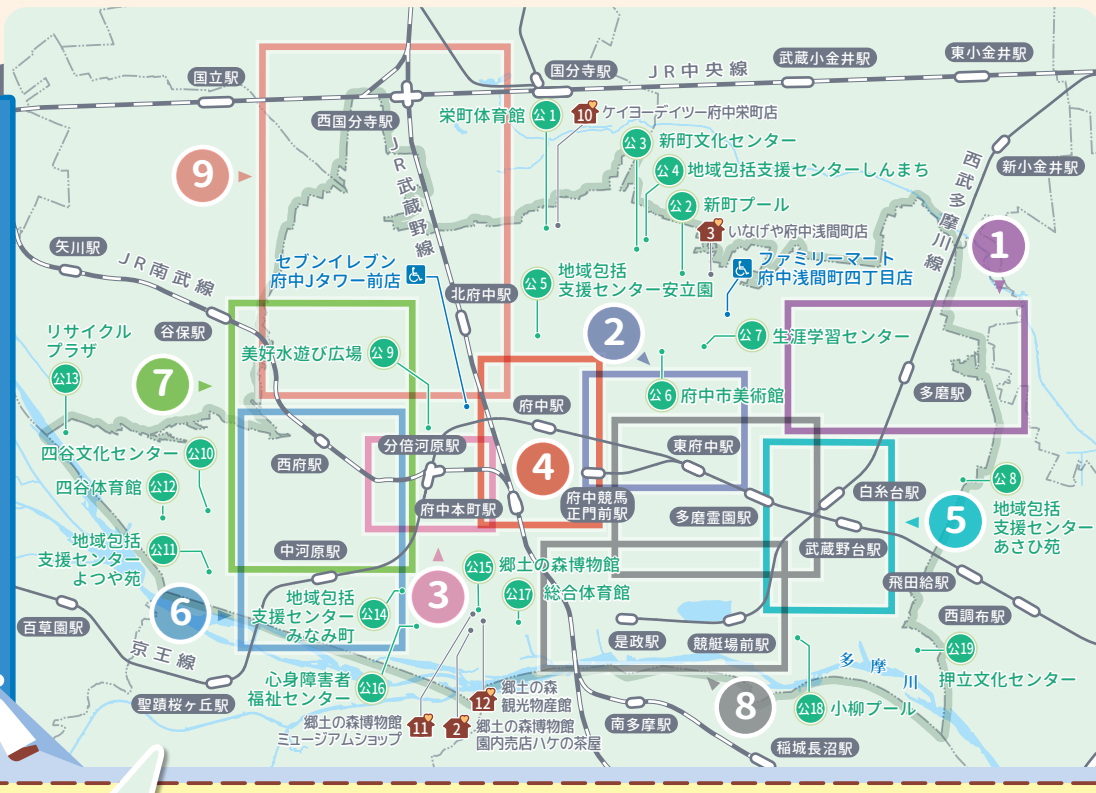 国立駅
国分寺駅
JR中央線
武蔵小金井駅
東小金井駅
西国分寺駅
栄町体育館
公1
10
ケイヨーデイツー府中栄町店
公3
新町文化センター
西武多摩川線
新小金井駅
JR武蔵野線
公4
地域包括支援センターしんまち
9
公2
新町プール
3
いなげや府中浅間町店
1
矢川駅
JR南武線
セブンイレブン
府中Jタワー前店
ファミリーマート
府中浅間町四丁目店
公5
地域包括
支援センター安立園
北府中駅
2
リサイクル
プラザ
谷保駅
公7
生涯学習センター
美好水遊び広場
公9
公13
7
公6
府中市美術館
多磨駅
府中駅
四谷文化センター
公10
西府駅
分倍河原駅
4
東府中駅
四谷体育館
公12
府中本町駅
府中競馬
正門前駅
多磨霊園駅
白糸台駅
公8
地域包括
支援センター
あさひ苑
5
地域包括
支援センター
よつや苑
公11
中河原駅
武蔵野台駅
公15
郷土の森博物館
飛田給駅
6
地域包括
支援センター
みなみ町
公14
3
公17
総合体育館
西調布駅
百草園駅
京王線
是政駅
競艇場前駅
公19
押立文化センター
多摩川
心身障害者
福祉センター
公16
聖蹟桜ヶ丘駅
12
郷土の森
観光物産館
8
公18
小柳プール
郷土の森博物館
ミュージアムショップ
11
2
郷土の森博物館
園内売店ハケの茶屋
南多摩駅
稲城長沼駅